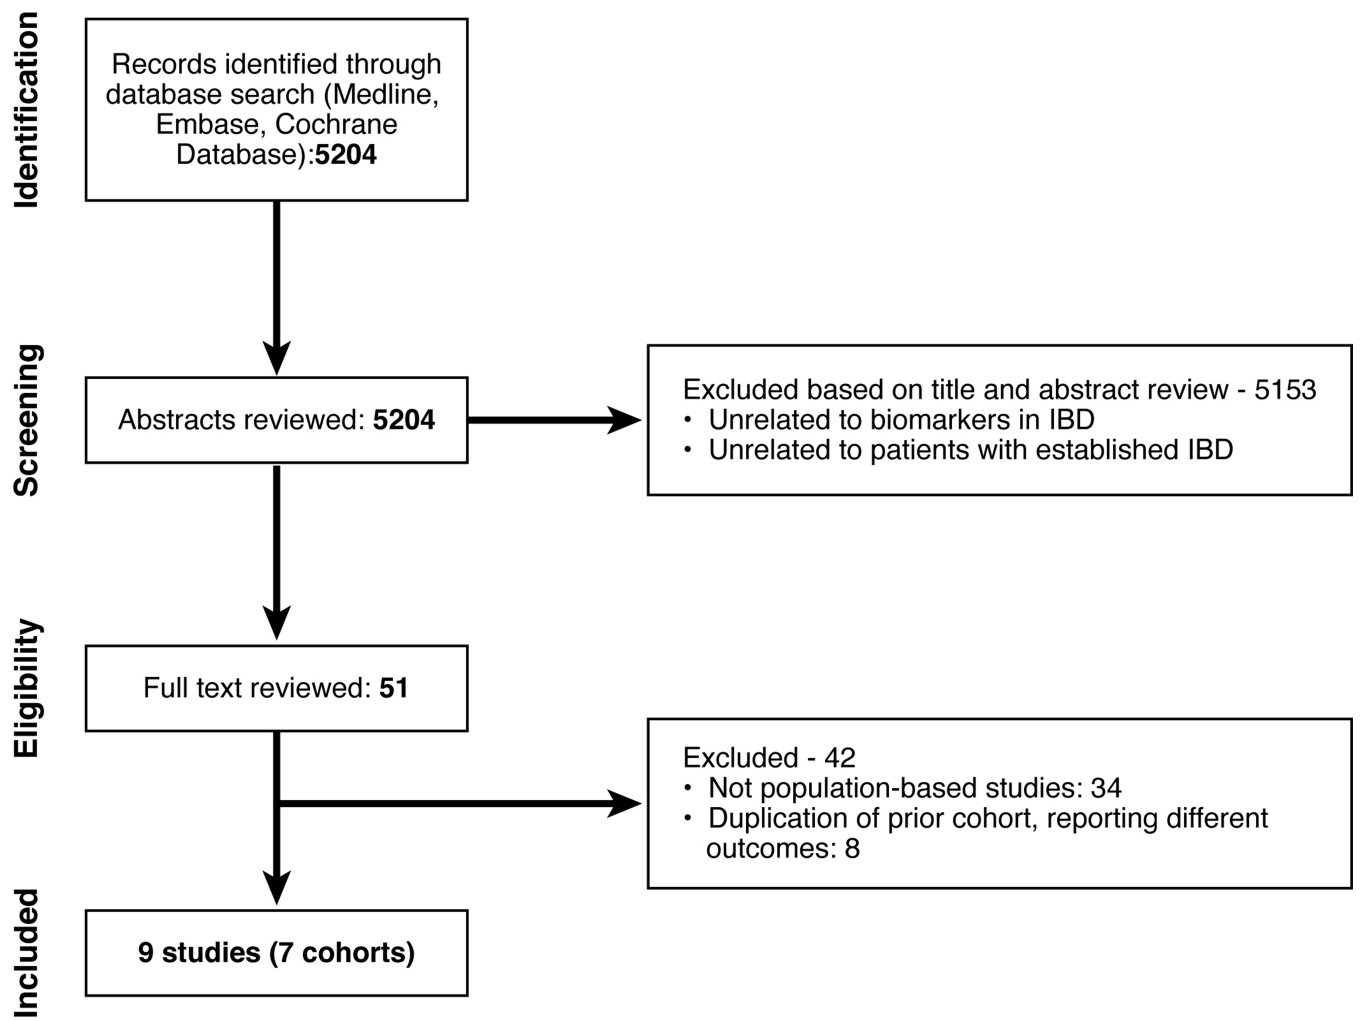 Identification
Records identified through
database search (Medline,
Embase, Cochrane
Database):5204
Screening
Abstracts reviewed: 5204
Excluded based on title and abstract review - 5153
• Unrelated to biomarkers in IBD
• Unrelated to patients with established IBD
Eligibility
Full text reviewed: 51
Excluded - 42
• Not population-based studies: 34
• Duplication of prior cohort, reporting different
outcomes: 8
Included
9 studies (7 cohorts)